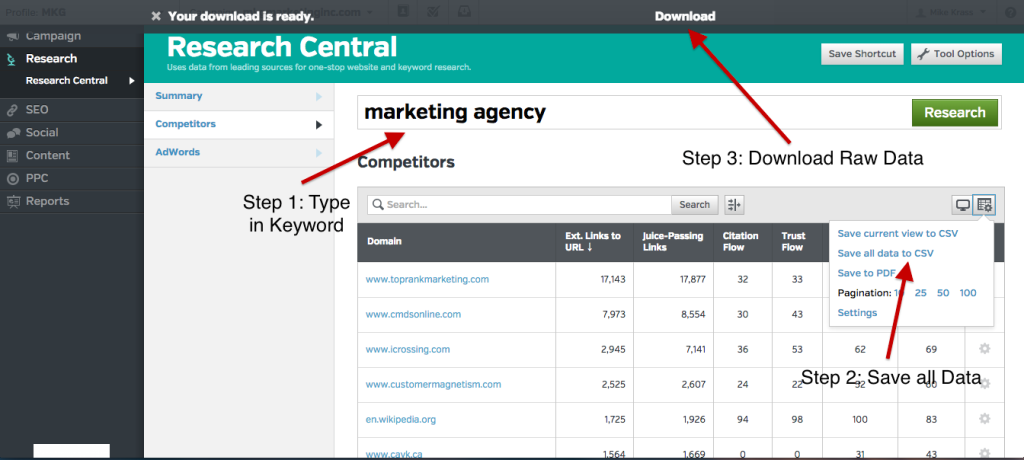 Profile: MKG
Your download is ready.
Download
Campaign
Research
Research Central
SEO
Social
Content
PPC
Reports
Research Central
Uses data from leading sources for one-stop website and keyword research.
Save Shortcut
Tool Options
Summary
Competitors
AdWords
marketing agency
Research
Step 3: Download Raw Data
Competitors
Step 1: Type
in Keyword
Search...
Search
Domain
Ext. Links to
URL ↓
Juice-Passing
Links
Citation
Flow
Trust
Flow
Save current view to CSV
Save all data to CSV
Save to PDF
Pagination: 25 50 100
Settings
www.toprankmarketing.com 17,143 17,877 32 33
www.cmdsonline.com 7,973 8,554 30 43
www.icrossing.com 2,945 7,141 36 53 62 69
Step 2: Save all Data
www.customermagnetism.com 2,525 2,607 24
en.wikipedia.org 1,725 1,926 94 98 100 83
www.cayk.ca 1,564 1,669 0 0 31 43